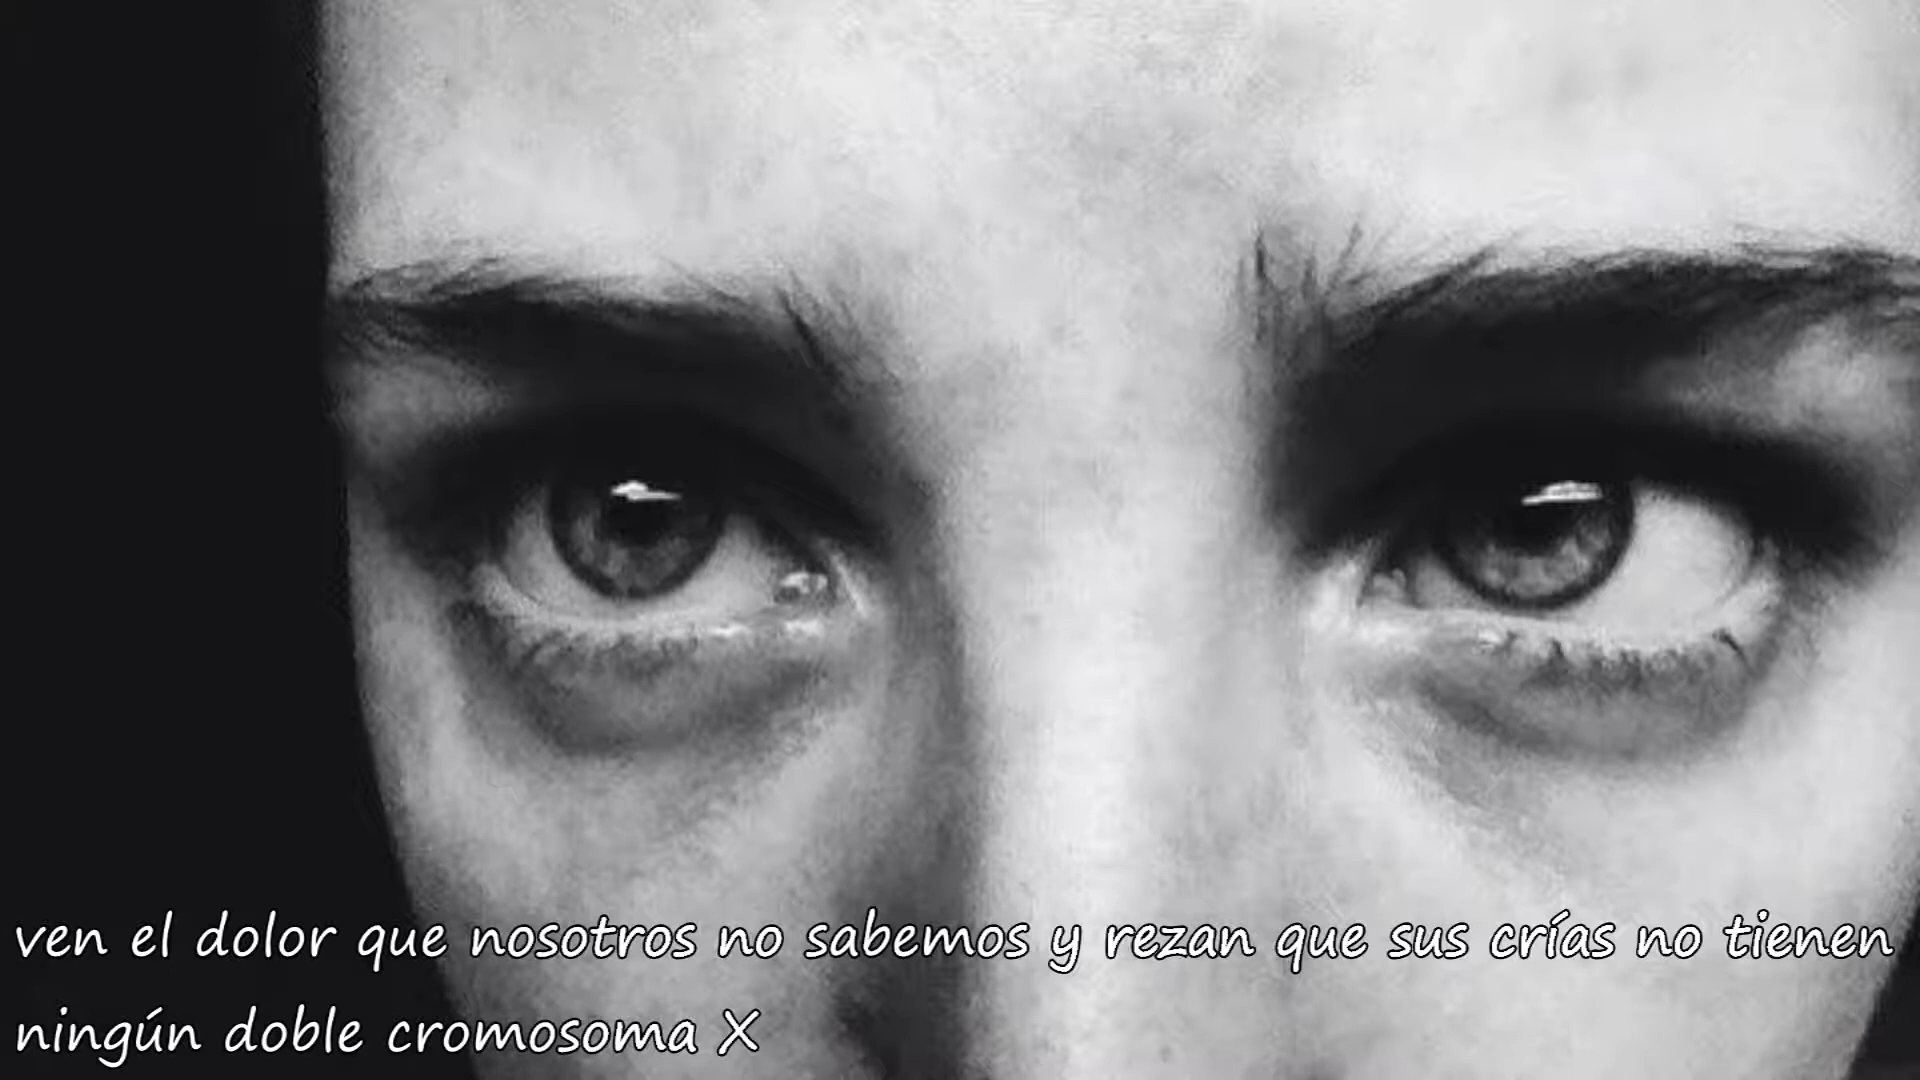 ven el dolor que nosotros no sabemos y rezan que sus crías no tienen
ningún doble cromosoma X